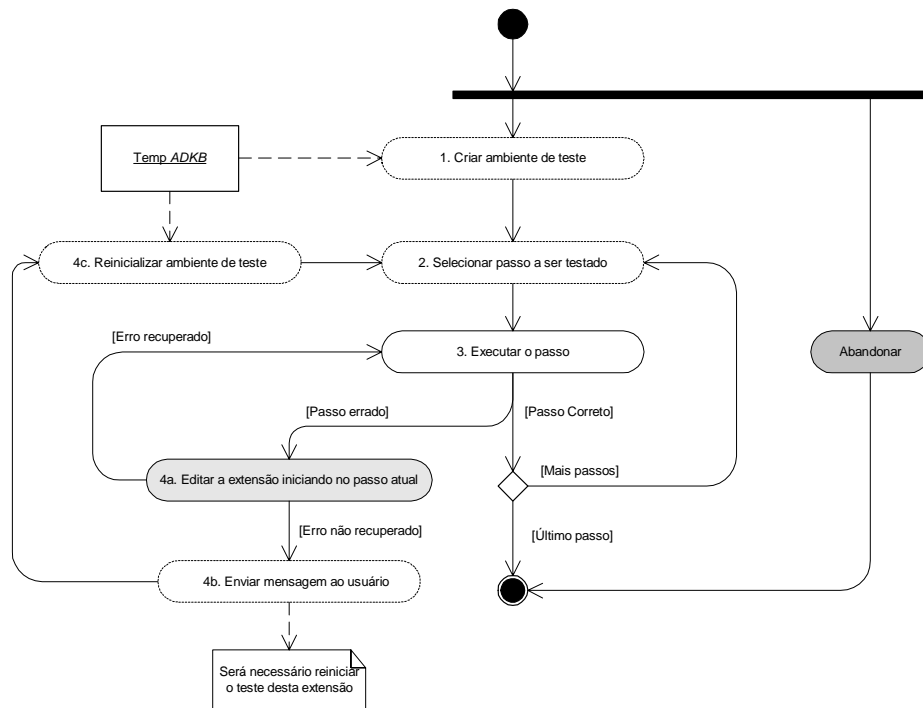 Temp ADKB
1. Criar ambiente de teste
4c. Reinicializar ambiente de teste
2. Selecionar passo a ser testado
[Erro recuperado]
3. Executar o passo
Abandonar
[Passo errado]
[Passo Correto]
4a. Editar a extensão iniciando no passo atual
[Mais passos]
[Erro não recuperado]
[Último passo]
4b. Enviar mensagem ao usuário
Será necessário reiniciar
o teste desta extensão